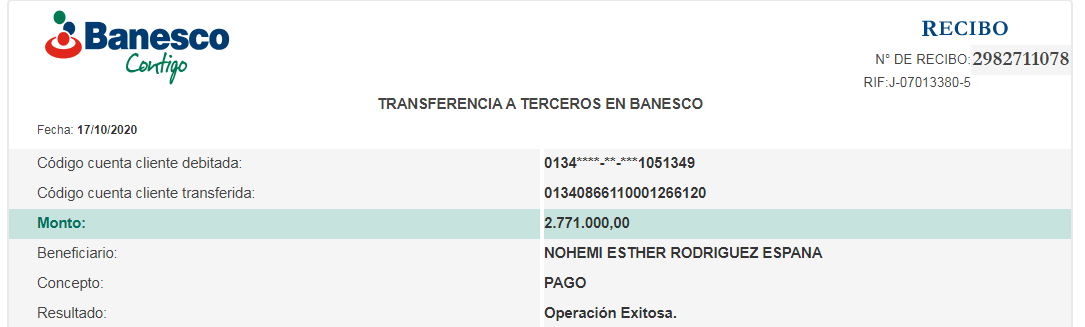 Banesco
Contigo
RECIBO
N° DE RECIBO: 2982711078
RIF:J-07013380-5
TRANSFERENCIA A TERCEROS EN BANESCO
Fecha: 17/10/2020
Código cuenta cliente debitada: 0134****-**-***1051349
Código cuenta cliente transferida: 01340866110001266120
Monto: 2.771.000,00
Beneficiario: NOHEMI ESTHER RODRIGUEZ ESPANA
Concepto: PAGO
Resultado: Operación Exitosa.